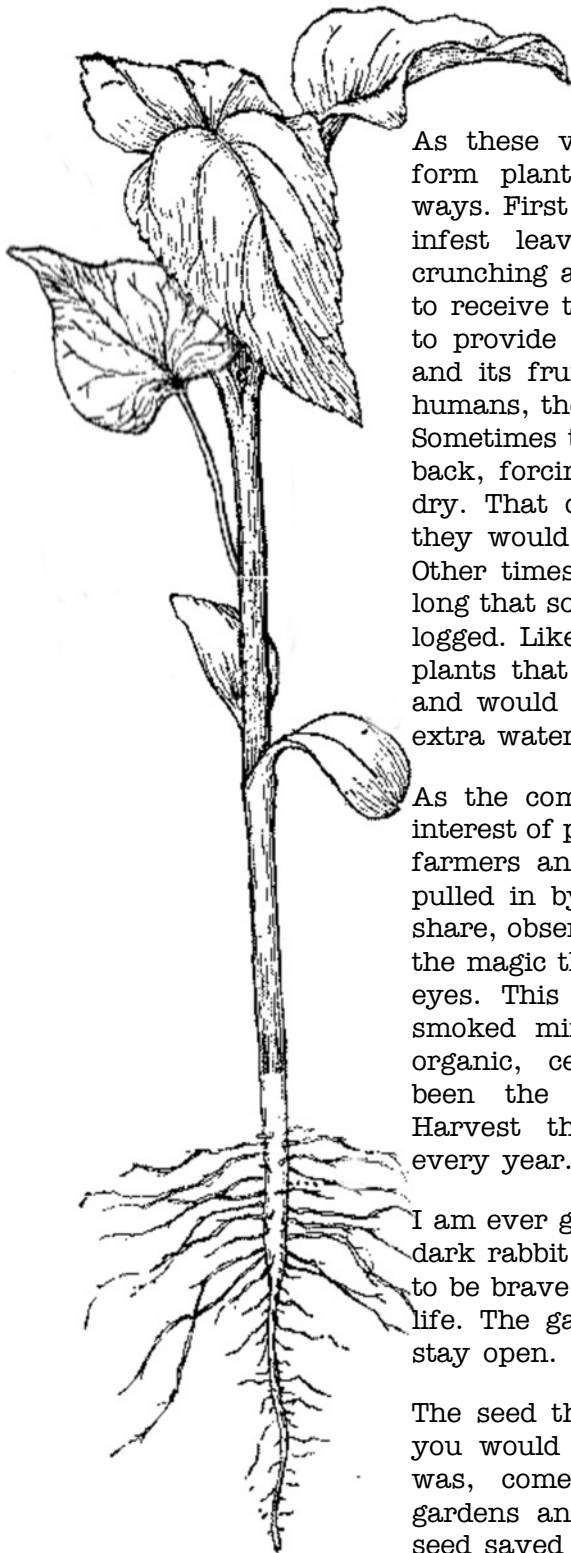 As these v
form plant
ways. First
infest leav
crunching a
to receive t
to provide
and its fru
humans, th
Sometimes t
back, forcin
dry. That c
they would
Other times
long that so
logged. Like
plants that
and would
extra water
As the com
interest of p
farmers an
pulled in by
share, obser
the magic th
eyes. This
smoked mi
organic, ce
been the
Harvest th
every year.
I am ever g
dark rabbit
to be brave
life. The ga
stay open.
The seed th
you would
was, come
gardens an
seed saved